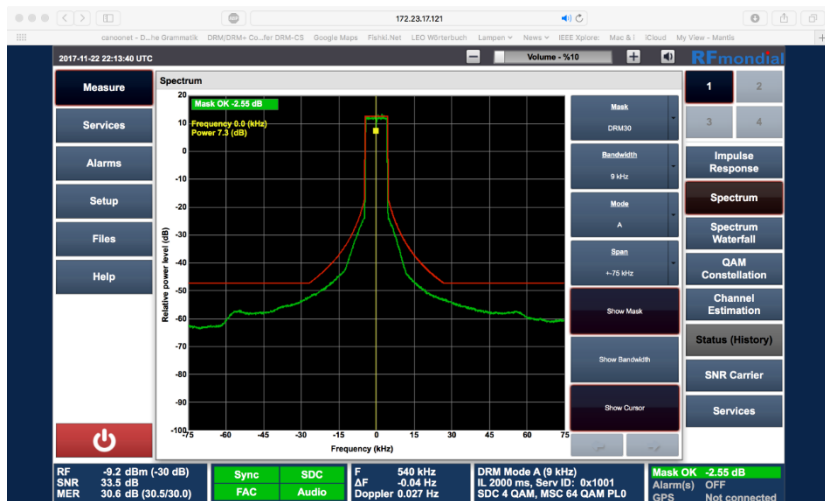 172.23.17.121
canoonet - D...he Grammatik DRM/DRM+ Co...fer DRM-CS Google Maps Fishkl.Net LEO Wörterbuch Lampen News IEEE Xplore: Mac & i iCloud My View - Mantis
2017-11-22 22:13:40 UTC
Volume - %10
RFmondial
Measure
Services
Alarms
Setup
Files
Help
Spectrum
Mask OK -2.55 dB
Frequency 0.0 (kHz)
Power 7.3 (dB)
Relative power level (dB)
20
10
0
-10
-20
-30
-40
-50
-60
-70
-80
-90
-100
-75 -60 -45 -30 -15 0 15 30 45 60 75
Frequency (kHz)
Mask
DRM30
Bandwidth
9 kHz
Mode
A
Span
+-75 kHz
Show Mask
Show Bandwidth
Show Cursor
1 2
3 4
Impulse
Response
Spectrum
Spectrum
Waterfall
QAM
Constellation
Channel
Estimation
Status (History)
SNR Carrier
Services
RF -9.2 dBm (-30 dB)
SNR 33.5 dB
MER 30.6 dB (30.5/30.0)
Sync SDC
FAC Audio
F 540 kHz
ΔF -0.04 Hz
Doppler 0.027 Hz
DRM Mode A (9 kHz)
IL 2000 ms, Serv ID: 0x1001
SDC 4 QAM, MSC 64 QAM PL0
Mask OK -2.55 dB
Alarm(s) OFF
GPS Not connected